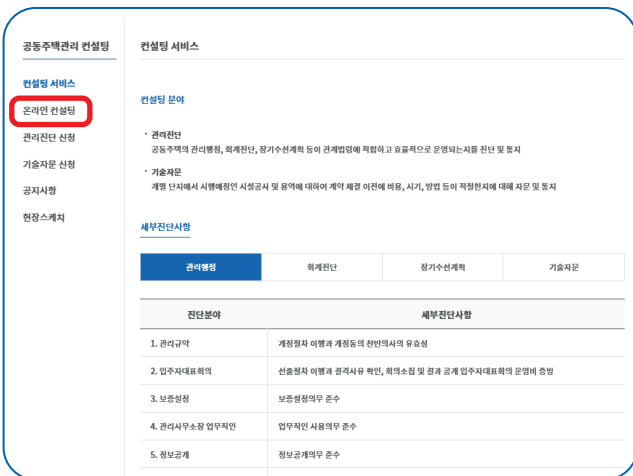 공동주택관리 컨설팅
컨설팅 서비스
온라인 컨설팅
관리진단 신청
기술자문 신청
공지사항
현장스케치
컨설팅 서비스
컨설팅 분야
· 관리진단
공동주택의 관리행정, 회계진단, 장기수선계획 등이 관계법령에 적합하고 효율적으로 운영되는지를 진단 및 통지
· 기술자문
개별 단지에서 시행예정인 시설공사 및 용역에 대하여 계약 체결 이전에 비용, 시기, 방법 등이 적정한지에 대해 자문 및 통지
세부진단사항
관리행정 회계진단 장기수선계획 기술자문
진단분야 세부진단사항
1. 관리규약 개정절차 이행과 개정동의 찬반의사의 유효성
2. 입주자대표회의 선출절차 이행과 결격사유 확인, 회의소집 및 결과 공개 입주자대표회의 운영비 증빙
3. 보증설정 보증설정의무 준수
4. 관리사무소장 업무직인 업무직인 사용의무 준수
5. 정보공개 정보공개의무 준수